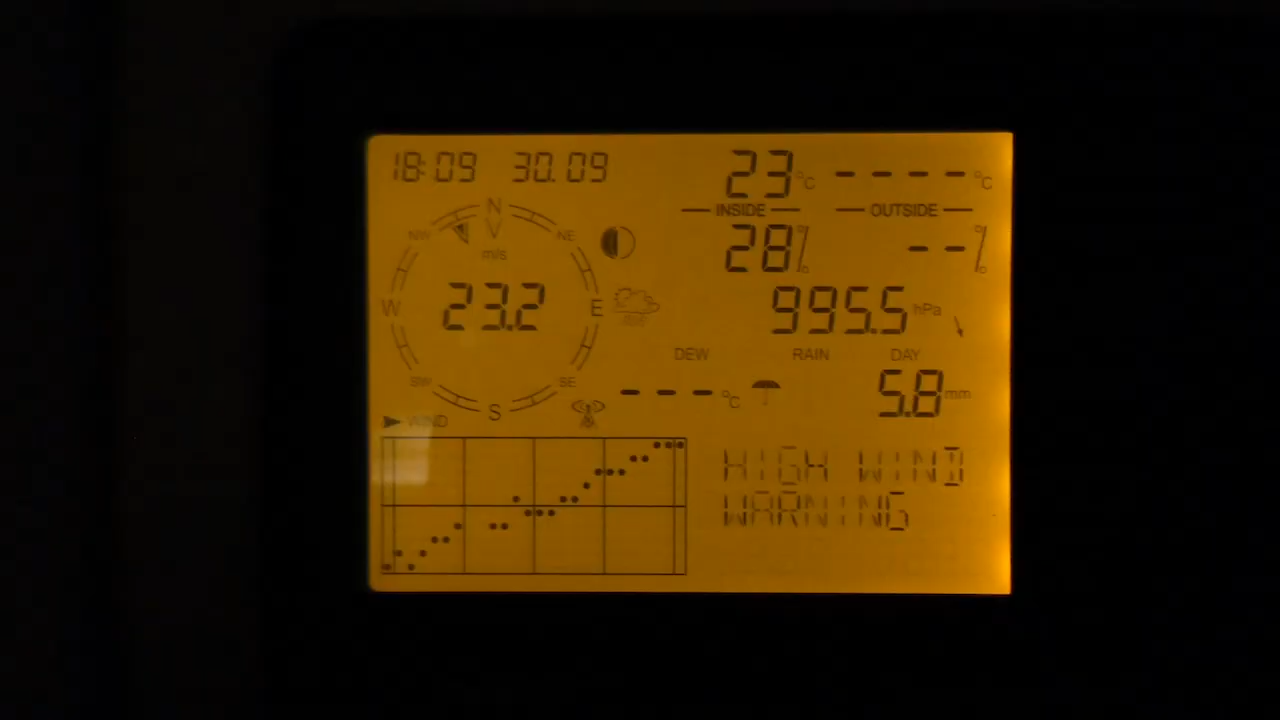 18:09 30.09 23 °C - - - - °C
INSIDE OUTSIDE
28% - -%
N
NW NE
V
m/s
W 23.2 E
995.5 hPa
SW SE
S
DEW RAIN DAY
- - - °C 5.8 mm
WIND
HIGH WIND
WARNING